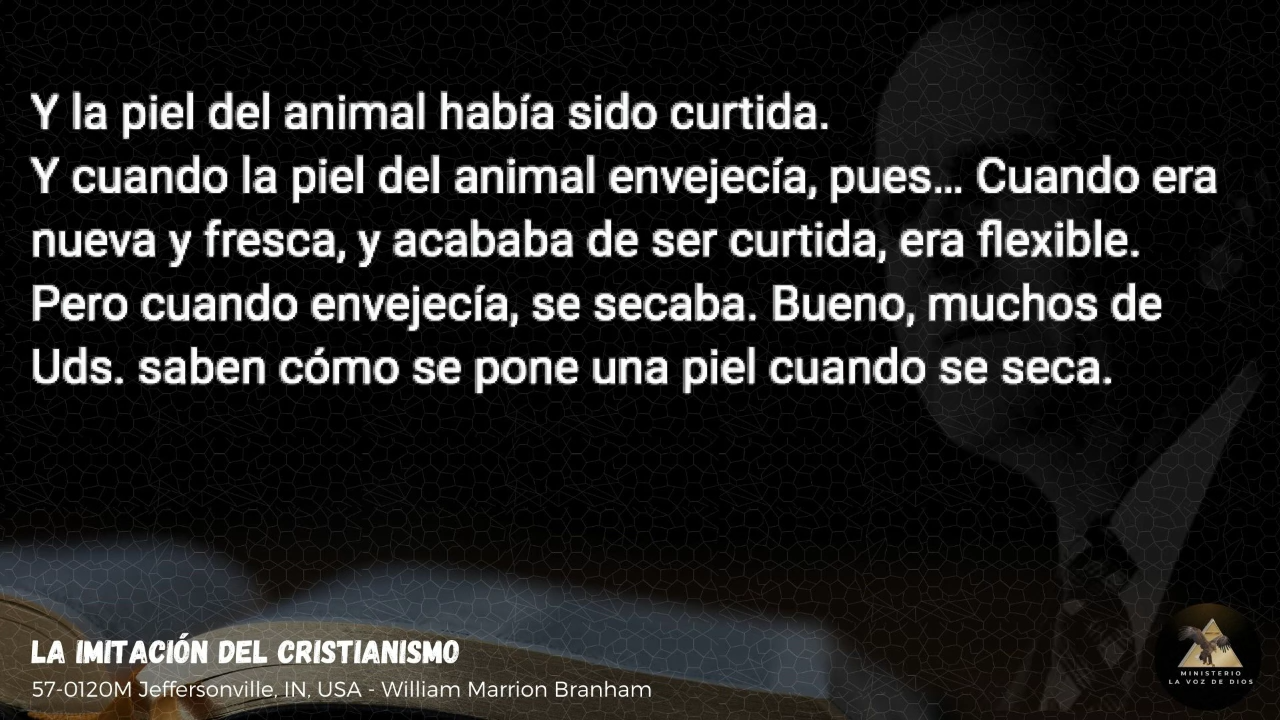 Y la piel del animal había sido curtida.
Y cuando la piel del animal envejecía, pues... Cuando era
nueva y fresca, y acababa de ser curtida, era flexible.
Pero cuando envejecía, se secaba. Bueno, muchos de
Uds. saben cómo se pone una piel cuando se seca.
LA IMITACIÓN DEL CRISTIANISMO
57-0120M Jeffersonville, IN, USA - William Marrion Branham
MINISTERIO
LA VOZ DE DIOS